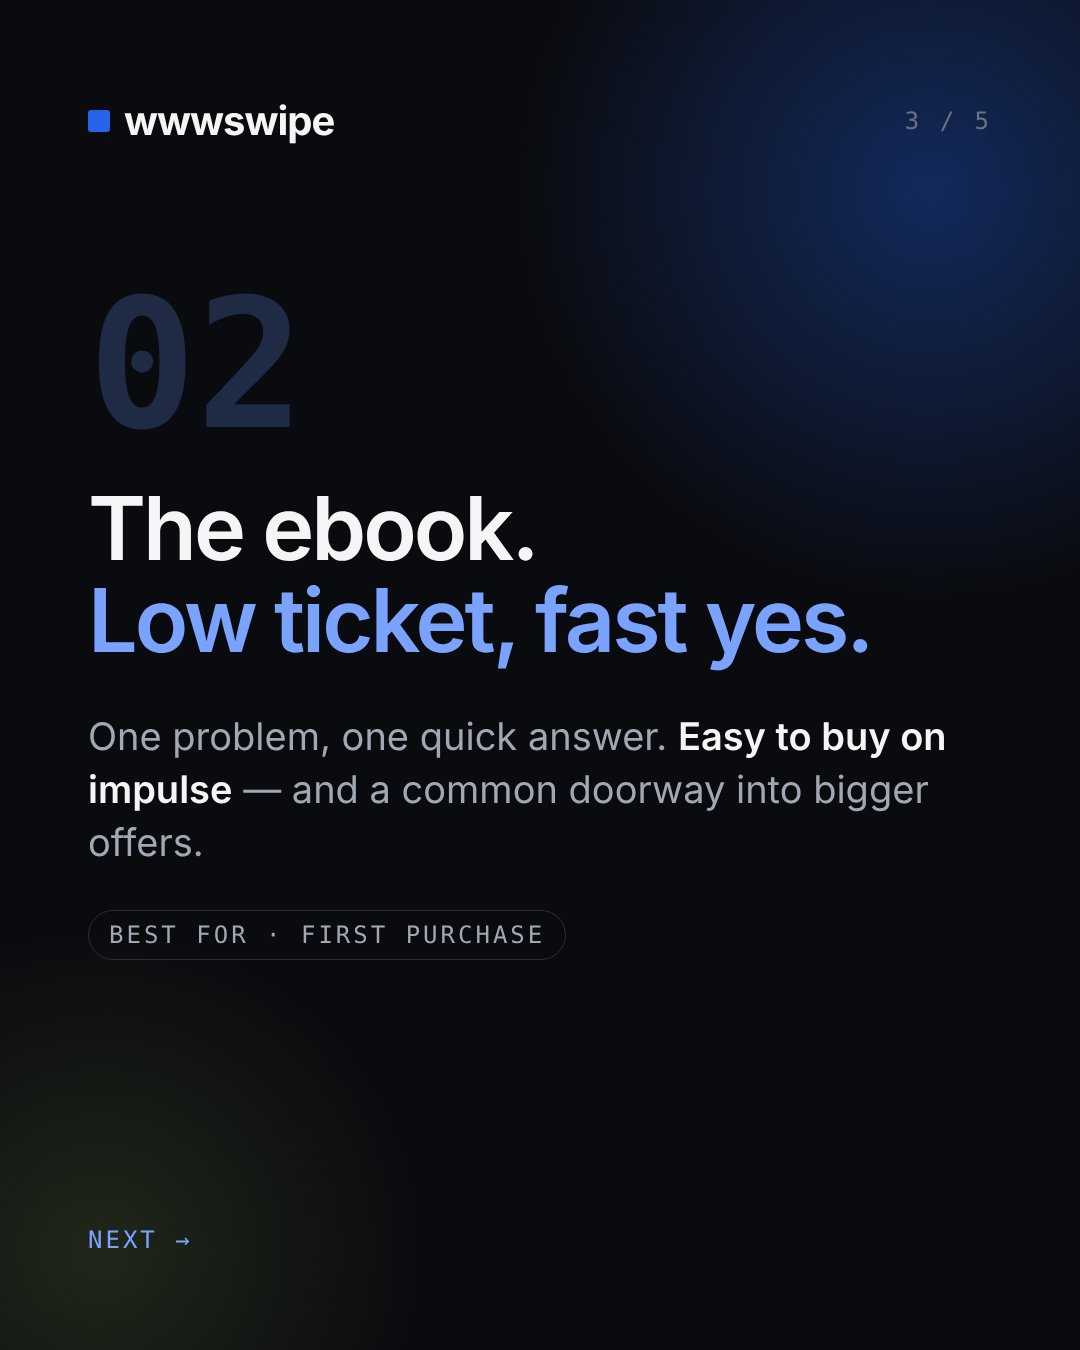 wwwswipe
3 / 5
02
The ebook.
Low ticket, fast yes.
One problem, one quick answer. Easy to buy on
impulse — and a common doorway into bigger
offers.
BEST FOR · FIRST PURCHASE
NEXT →